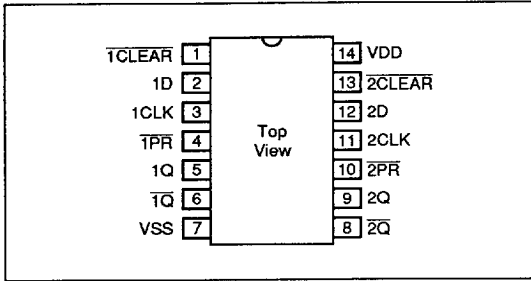 1CLEAR 1 14 VDD
1D 2 13 2CLEAR
1CLK 3 12 2D
1PR 4 11 2CLK
1Q 5 10 2PR
1Q 6 9 2Q
VSS 7 8 2Q
Top
View